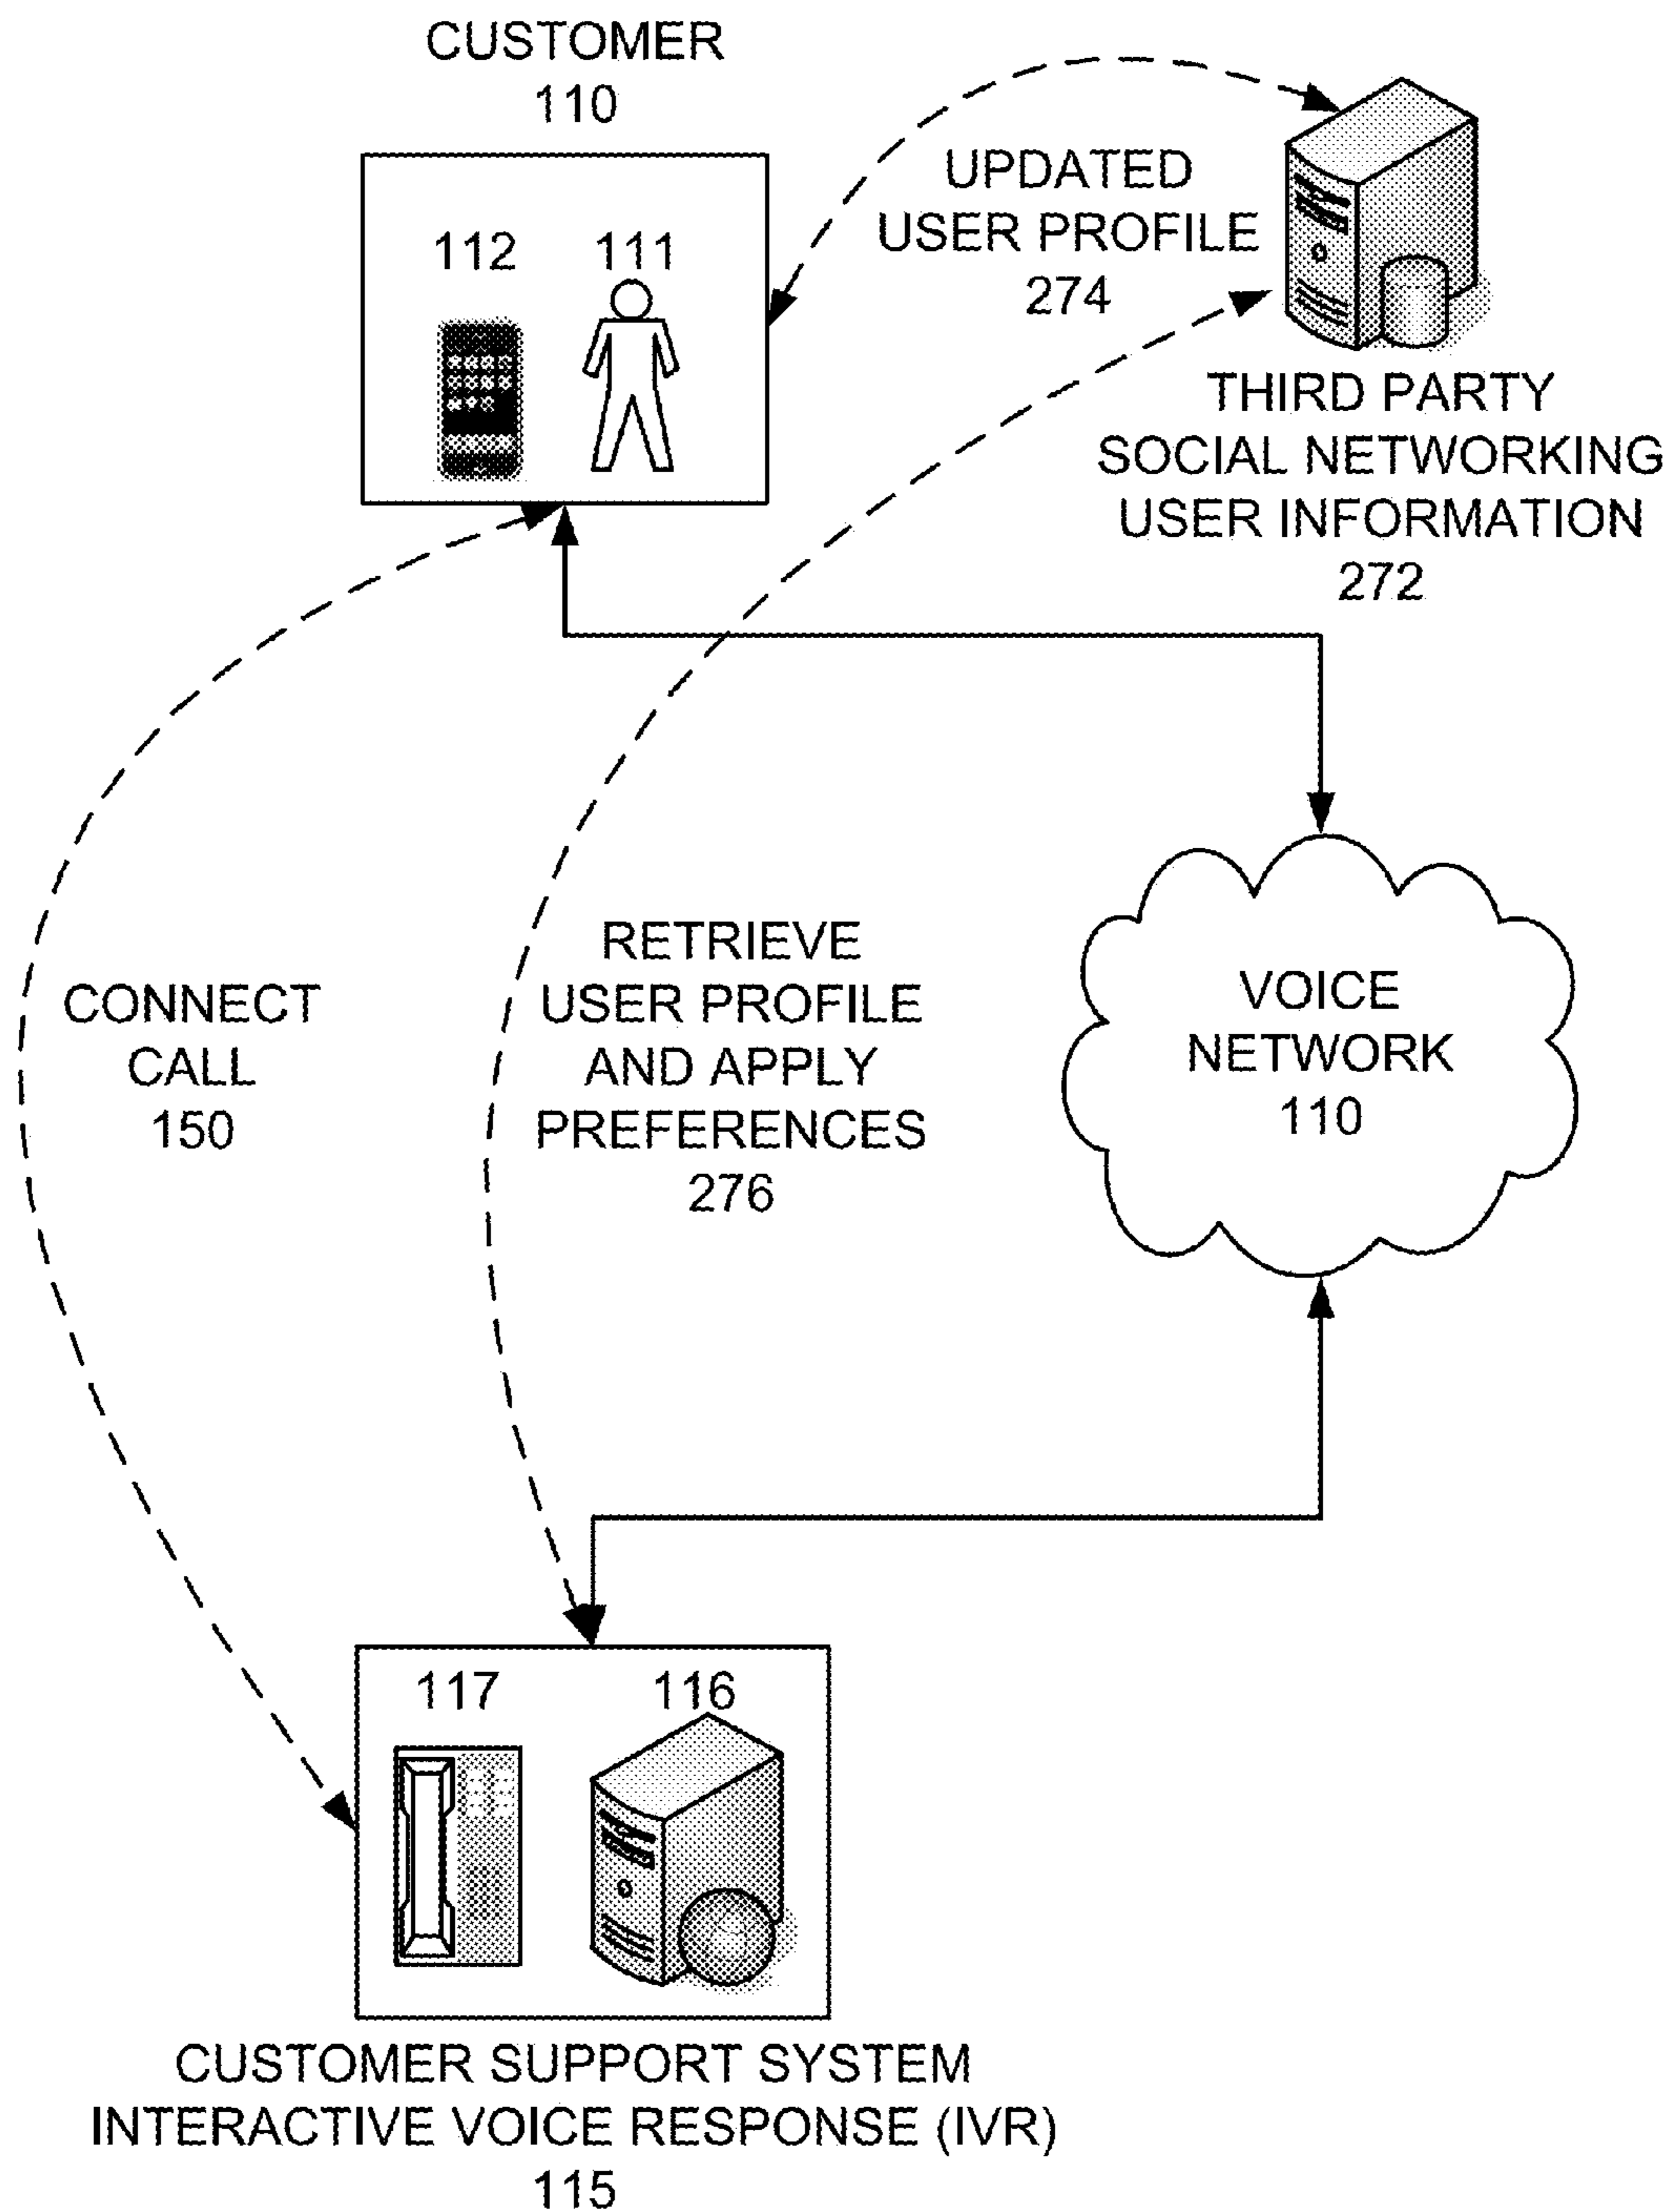 CUSTOMER
110
112
111
UPDATED
USER PROFILE
274
THIRD PARTY
SOCIAL NETWORKING
USER INFORMATION
272
CONNECT
CALL
150
RETRIEVE
USER PROFILE
AND APPLY
PREFERENCES
276
VOICE
NETWORK
110
117
116
CUSTOMER SUPPORT SYSTEM
INTERACTIVE VOICE RESPONSE (IVR)
115